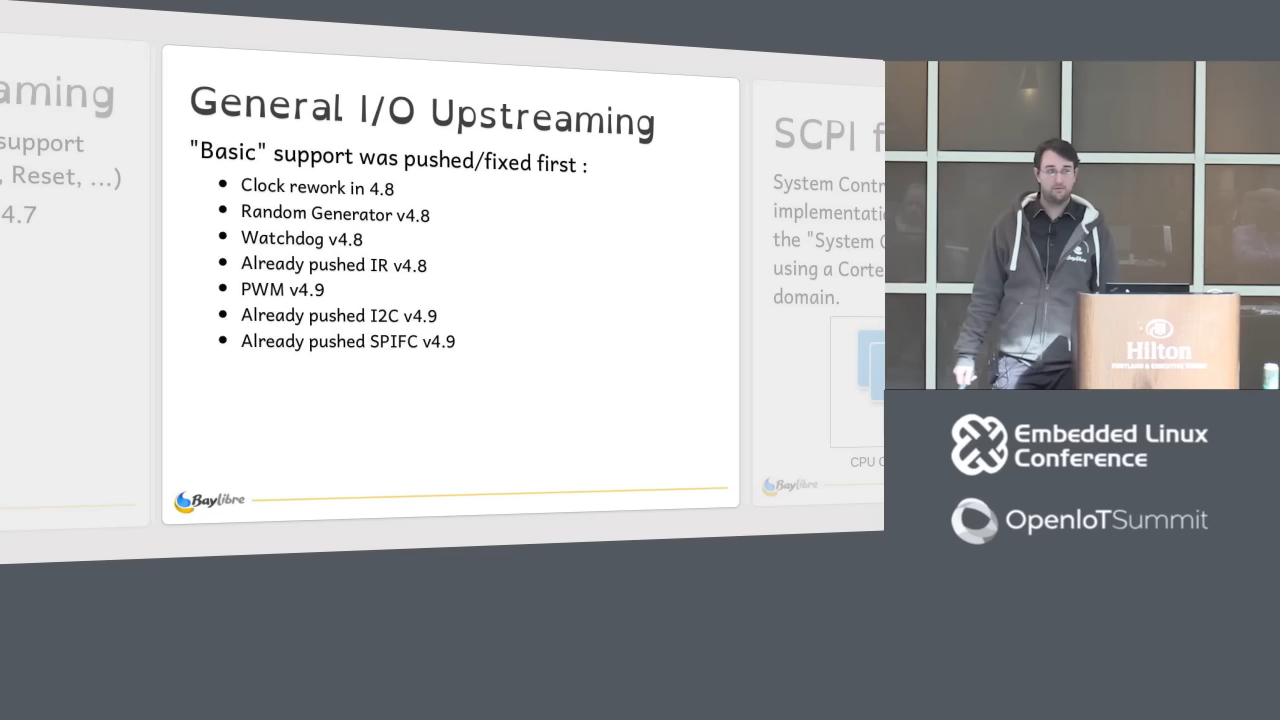 aming
support
, Reset, ...)
4.7
General I/O Upstreaming
"Basic" support was pushed/fixed first :
Clock rework in 4.8
Random Generator v4.8
Watchdog v4.8
Already pushed IR v4.8
PWM v4.9
Already pushed I2C v4.9
Already pushed SPIFC v4.9
Baylibre
SCPI f
System Contr
implementati
the "System C
using a Corte
domain.
CPU C
Baylibre
Baylibre
Hilton
Embedded Linux
Conference
OpenIoTSummit